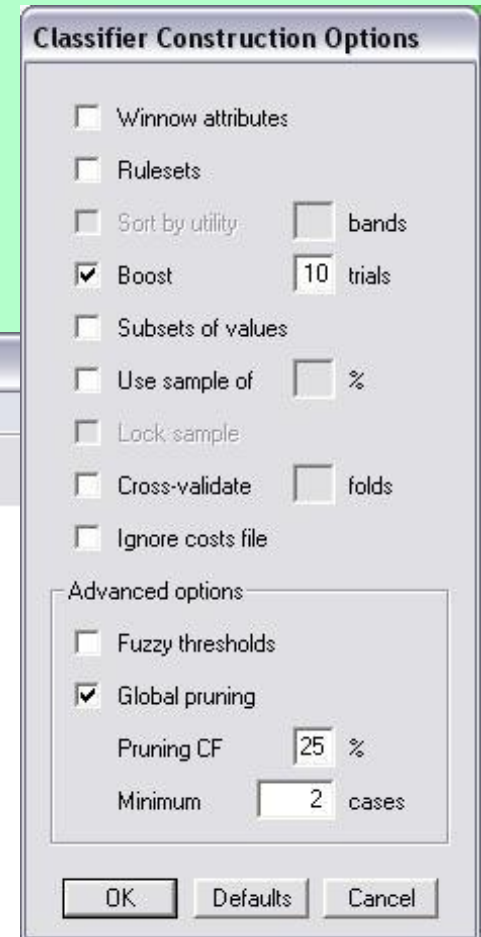 Classifier Construction Options
Winnow attributes
Rulesets
Sort by utility bands
Boost 10 trials
Subsets of values
Use sample of %
Lock sample
Cross-validate folds
Ignore costs file
Advanced options
Fuzzy thresholds
Global pruning
Pruning CF 25 %
Minimum 2 cases
OK Defaults Cancel